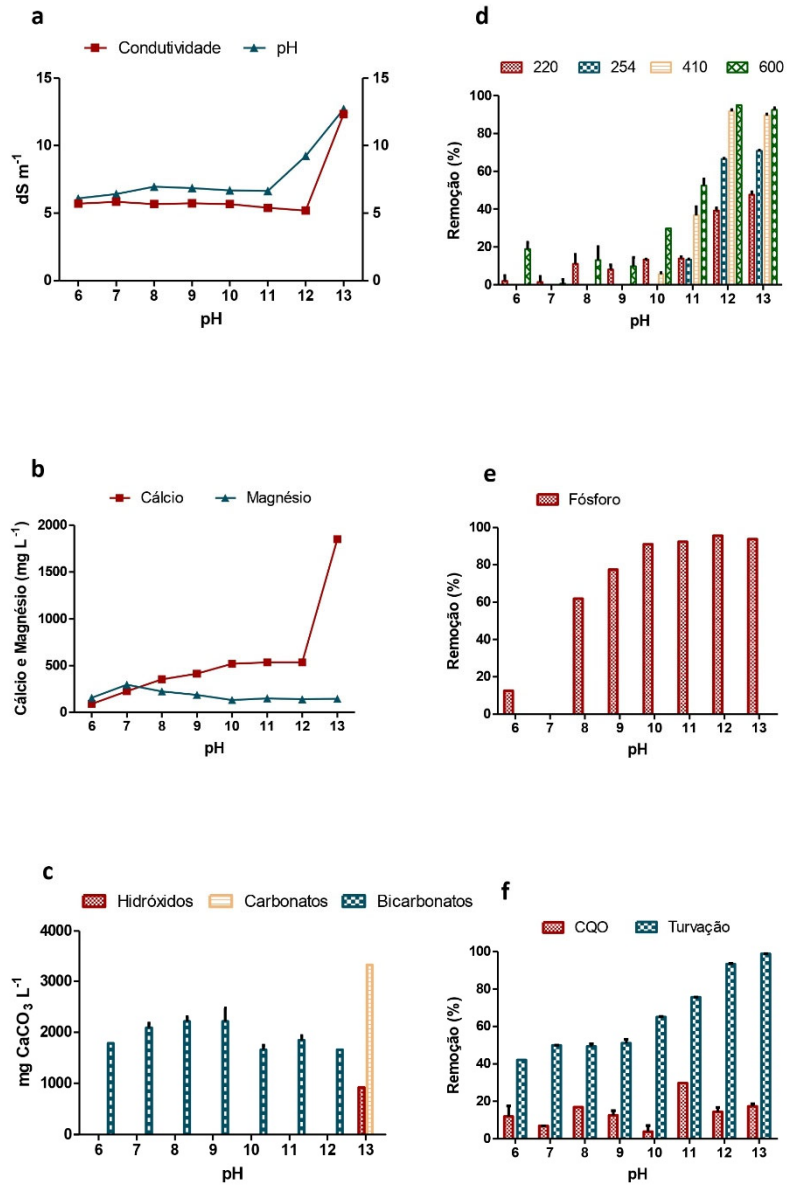 a
Condutividade pH
15 15
10 10
5 5
0 0
dS m⁻¹
6 7 8 9 10 11 12 13
pH
d
220 254 410 600
100
80
60
40
20
0
Remoção (%)
6 7 8 9 10 11 12 13
pH
b
Cálcio Magnésio
2000
1500
1000
500
0
Cálcio e Magnésio (mg L⁻¹)
6 7 8 9 10 11 12 13
pH
e
Fósforo
100
80
60
40
20
0
Remoção (%)
6 7 8 9 10 11 12 13
pH
c
Hidróxidos Carbonatos Bicarbonatos
4000
3000
2000
1000
0
mg CaCO₃ L⁻¹
6 7 8 9 10 11 12 13
pH
f
CQO Turvação
100
80
60
40
20
0
Remoção (%)
6 7 8 9 10 11 12 13
pH